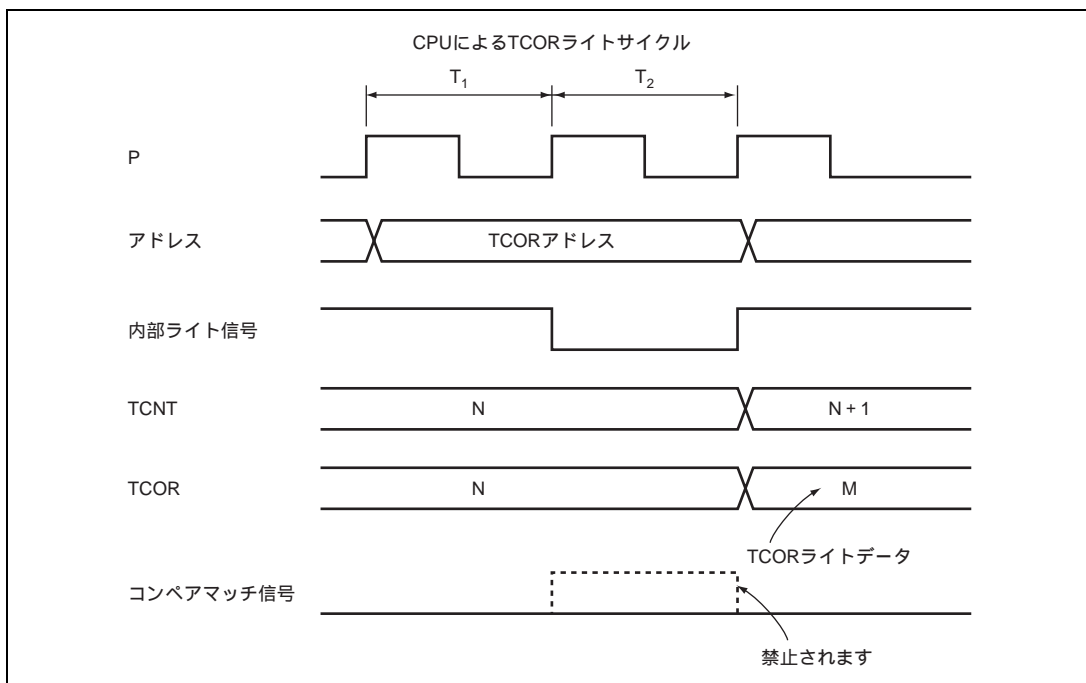 CPUによるTCORライトサイクル
T1 T2
P
アドレス TCORアドレス
内部ライト信号
TCNT N N + 1
TCOR N M
TCORライトデータ
コンペアマッチ信号
禁止されます